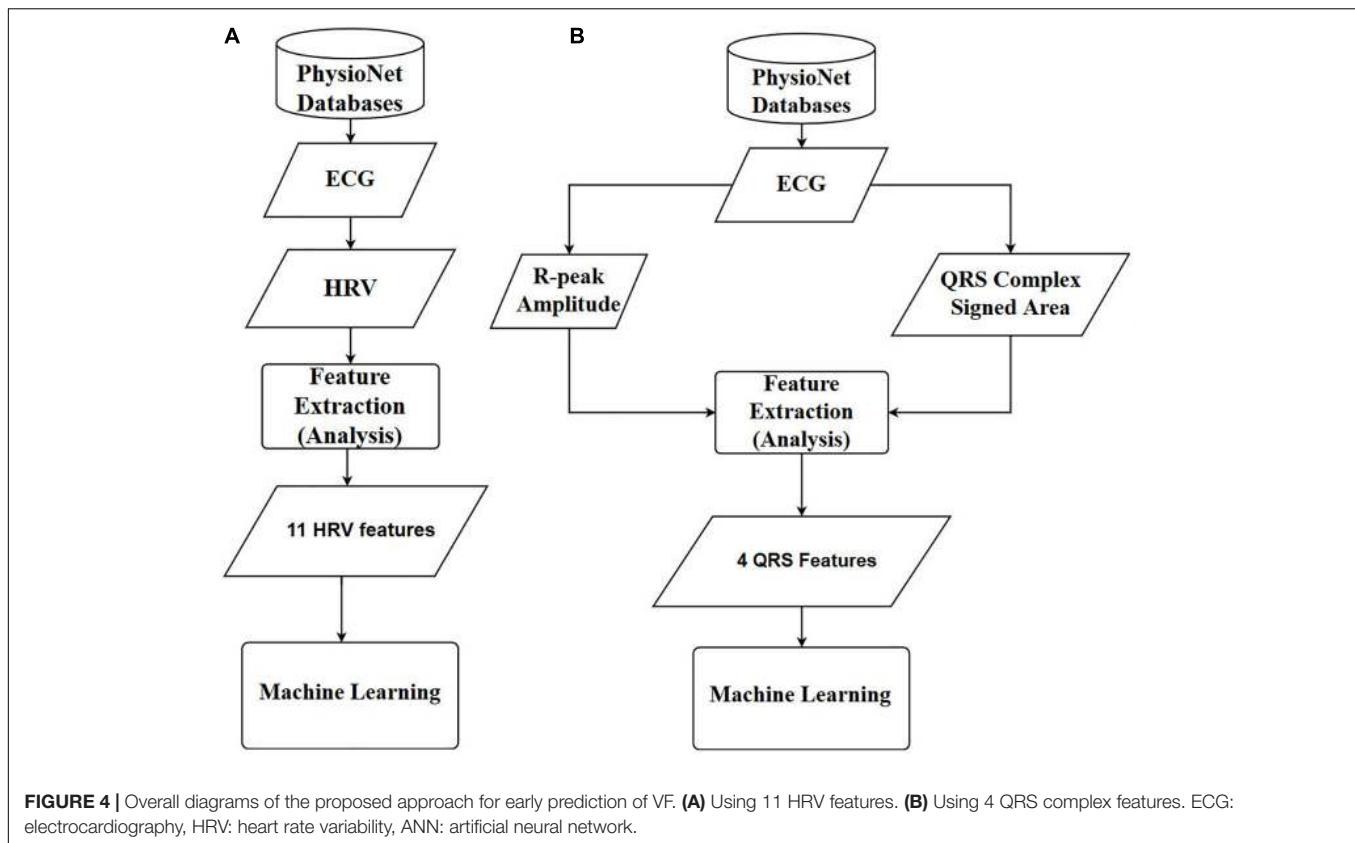 A
PhysioNet
Databases
ECG
HRV
Feature
Extraction
(Analysis)
11 HRV features
Machine Learning
B
PhysioNet
Databases
ECG
R-peak
Amplitude
QRS Complex
Signed Area
Feature
Extraction
(Analysis)
4 QRS Features
Machine Learning
FIGURE 4 | Overall diagrams of the proposed approach for early prediction of VF. (A) Using 11 HRV features. (B) Using 4 QRS complex features. ECG:
electrocardiography, HRV: heart rate variability, ANN: artificial neural network.